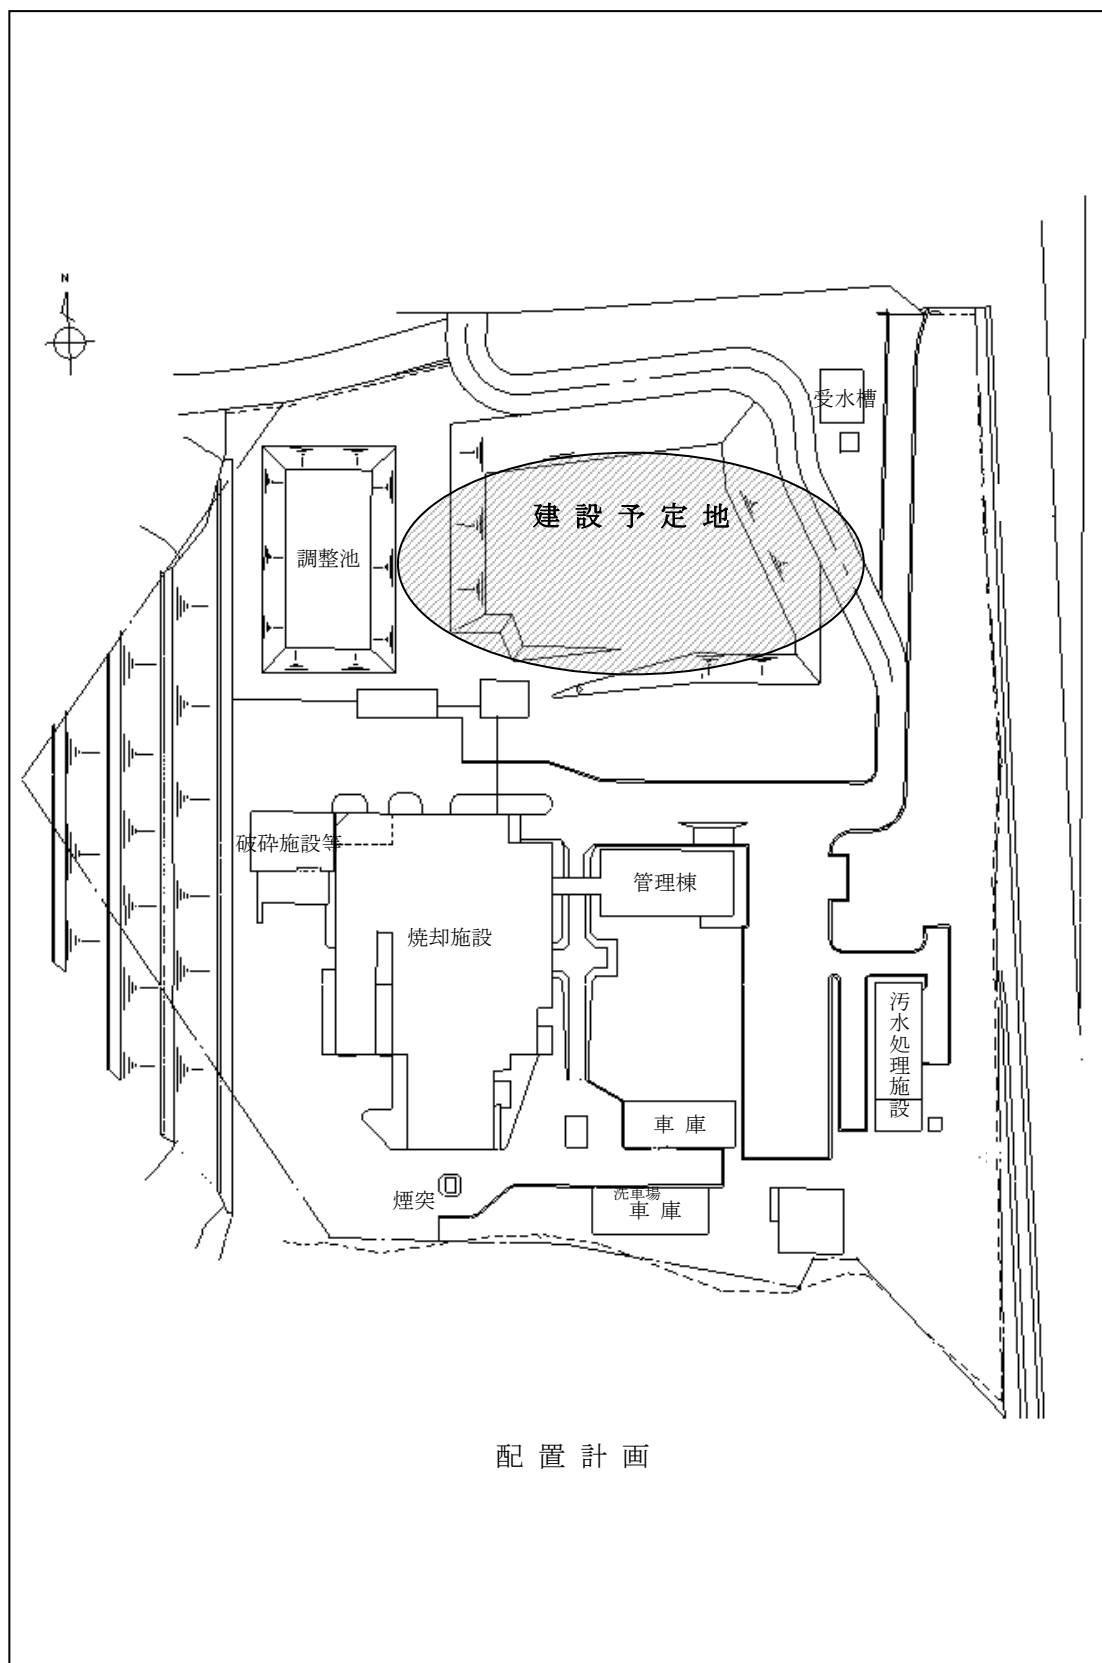 N
受水槽
建設予定地
調整池
破砕施設等
管理棟
焼却施設
汚水処理施設
車庫
煙突
洗車場
車庫
配置計画